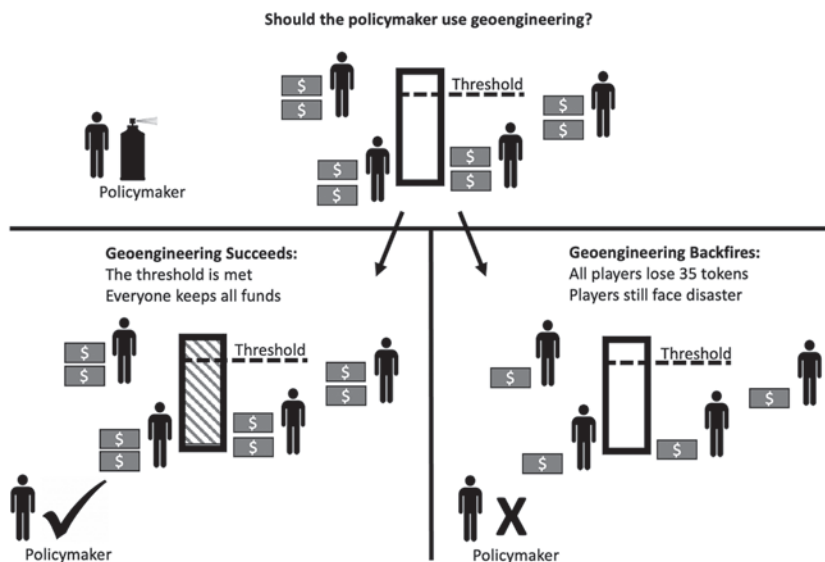 Should the policymaker use geoengineering?
$
$
Threshold
$
$
$
$
$
$
Policymaker
Geoengineering Succeeds:
The threshold is met
Everyone keeps all funds
Geoengineering Backfires:
All players lose 35 tokens
Players still face disaster
$
$
Threshold
$
$
$
$
$
$
Policymaker
$
Threshold
$
$
$
X
Policymaker